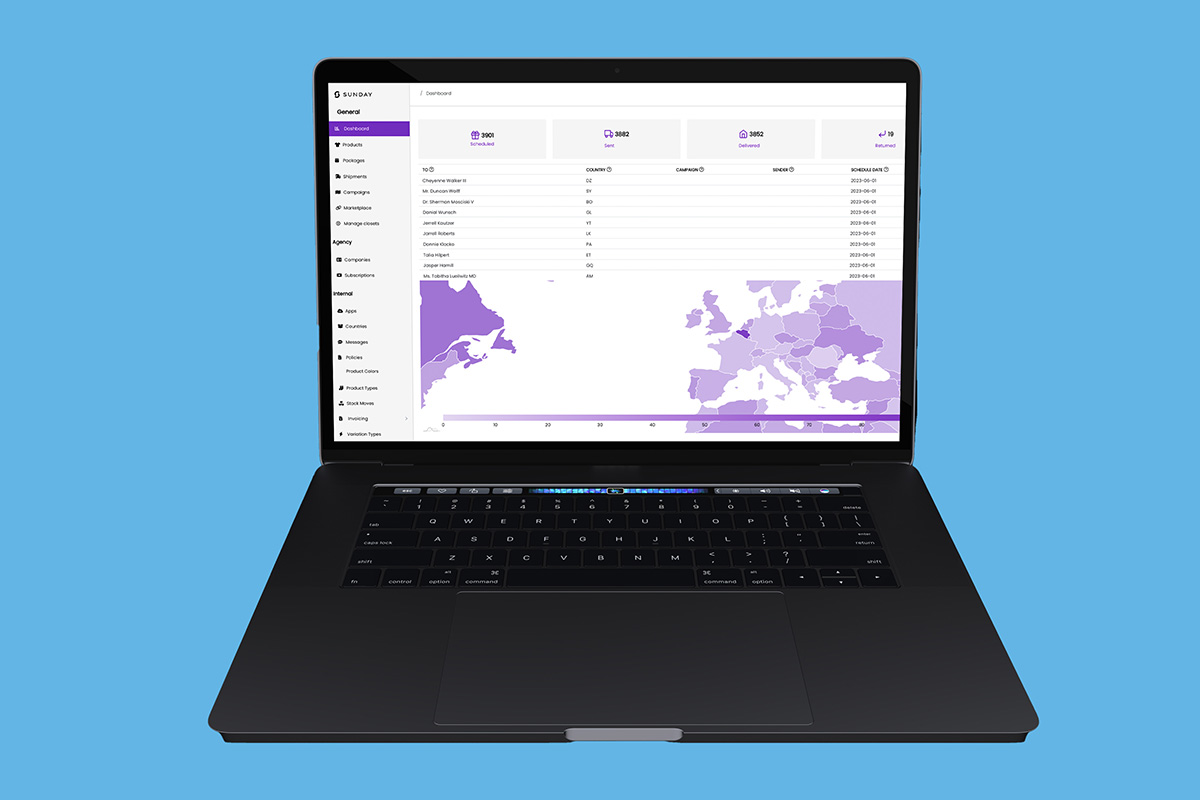 SUNDAY
General
Dashboard
Products
Packages
Shipments
Campaigns
Marketplace
Manage closets
Agency
Companies
Subscriptions
Internal
Apps
Countries
Messages
Policies
Product Colors
Product Types
Stock Moves
Invoicing
Variation Types
/ Dashboard
3901
Scheduled
3882
Sent
3852
Delivered
19
Returned
TO COUNTRY CAMPAIGN SENDER SCHEDULE DATE
Cheyenne Walker III DZ 2023-06-01
Mr. Duncan Wolff SY 2023-06-01
Dr. Sherman Mosciski V BO 2023-06-01
Danial Wunsch GL 2023-06-01
Jerrell Kautzer YT 2023-06-01
Jamill Roberts LK 2023-06-01
Donnie Klocko PA 2023-06-01
Talia Hilpert ET 2023-06-01
Jasper Hamill GQ 2023-06-01
Ms. Tabitha Lueilwitz MD AM 2023-06-01
0 10 20 30 40 50 60 70 80
esc
~ ! @ # $ % ^ & * ( ) _ +
` 1 2 3 4 5 6 7 8 9 0 - = delete
tab Q W E R T Y U I O P { [ } ] | \
caps lock A S D F G H J K L : ; " ' enter return
shift Z X C V B N M < , > . ? / shift
fn control alt option ⌘ command ⌘ command alt option